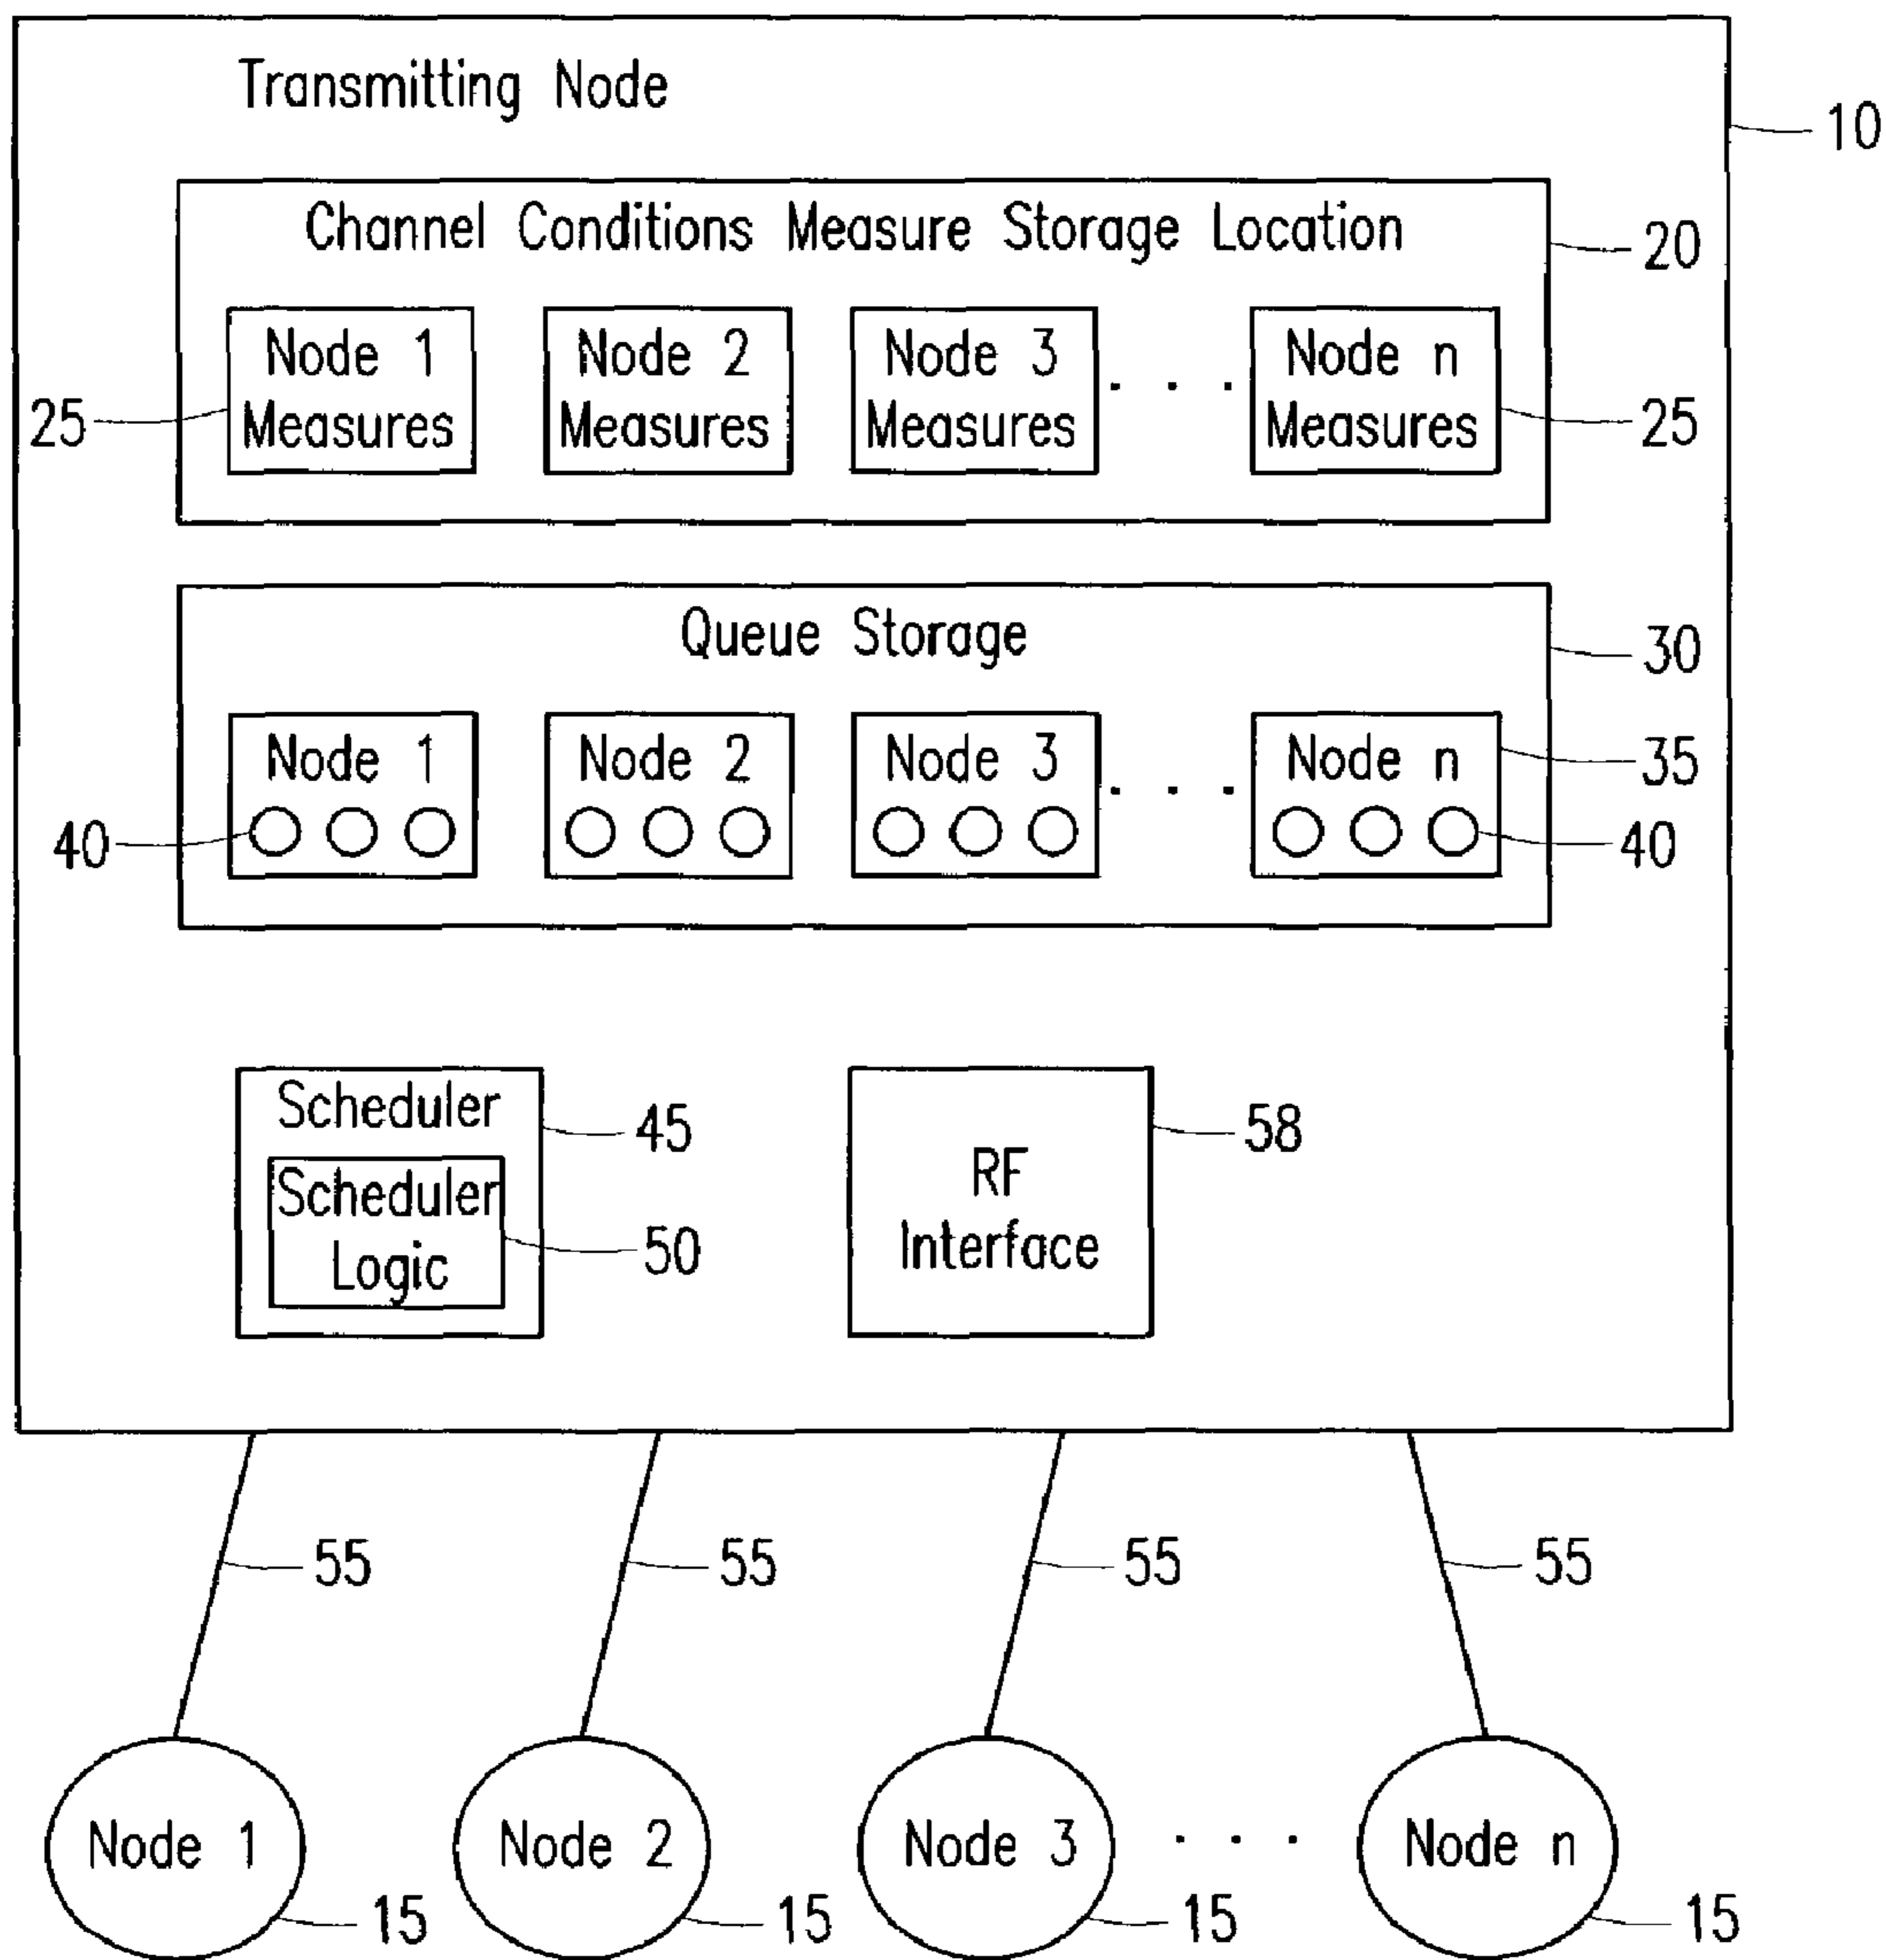 Transmitting Node
10
Channel Conditions Measure Storage Location
20
Node 1
Measures
Node 2
Measures
Node 3
Measures
. . .
Node n
Measures
25
25
Queue Storage
30
Node 1
Node 2
Node 3
. . .
Node n
35
40
40
Scheduler
45
Scheduler
Logic
50
RF
Interface
58
55
55
55
55
Node 1
Node 2
Node 3
. . .
Node n
15
15
15
15